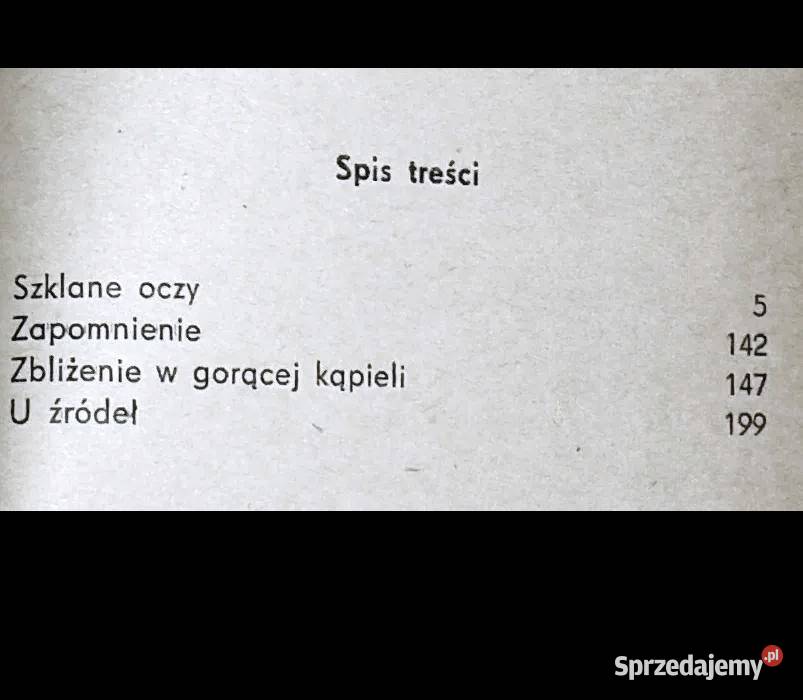 Spis treści
Szklane oczy 5
Zapomnienie 142
Zbliżenie w gorącej kąpieli 147
U źródeł 199
Sprzedajemy.pl